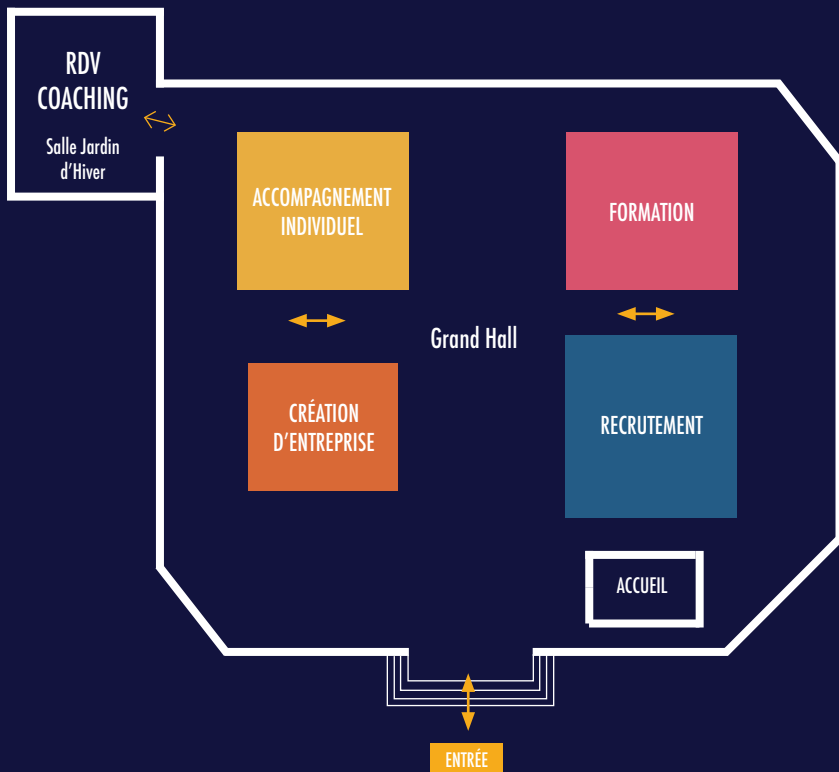 RDV
COACHING
Salle Jardin
d'Hiver
ACCOMPAGNEMENT
INDIVIDUEL
FORMATION
Grand Hall
CRÉATION
D'ENTREPRISE
RECRUTEMENT
ACCUEIL
ENTRÉE